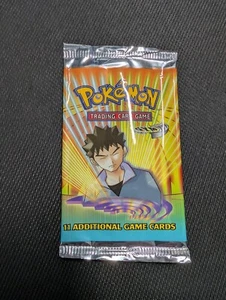 POKéMON
TRADING CARD GAME
11 ADDITIONAL GAME CARDS